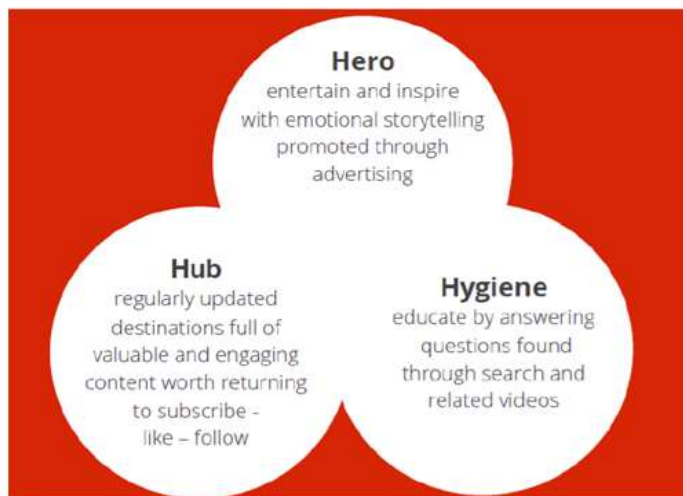 Hero
entertain and inspire
with emotional storytelling
promoted through
advertising
Hub
regularly updated
destinations full of
valuable and engaging
content worth returning
to subscribe -
like – follow
Hygiene
educate by answering
questions found
through search and
related videos